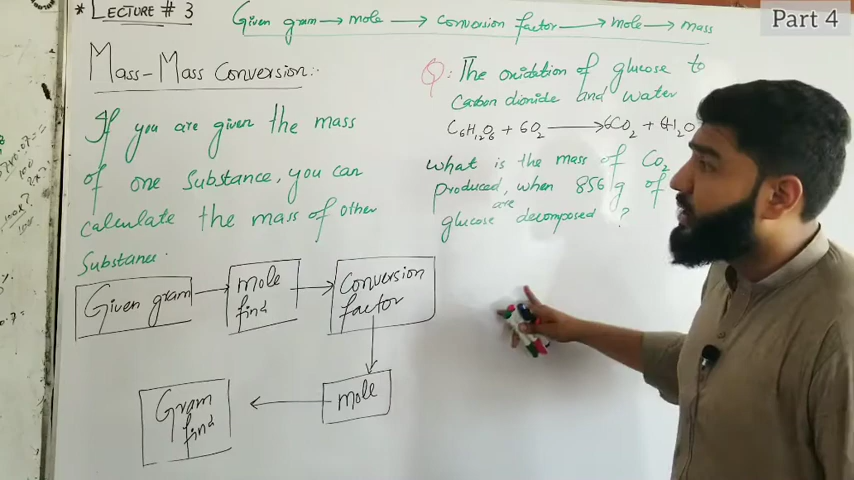 Part 4
* LECTURE # 3
Given gram → mole → conversion factor → mole → mass
Mass-Mass Conversion:-
If you are given the mass
of one substance, you can
calculate the mass of other
substance.
Given gram → mole find → Conversion factor
Gram find ← mole
Q: The oxidation of glucose to
Carbon dioxide and water
C6H12O6 + 6O2 → 6CO2 + 6H2O
what is the mass of CO2
produced, when 856 g of
glucose are decomposed ?